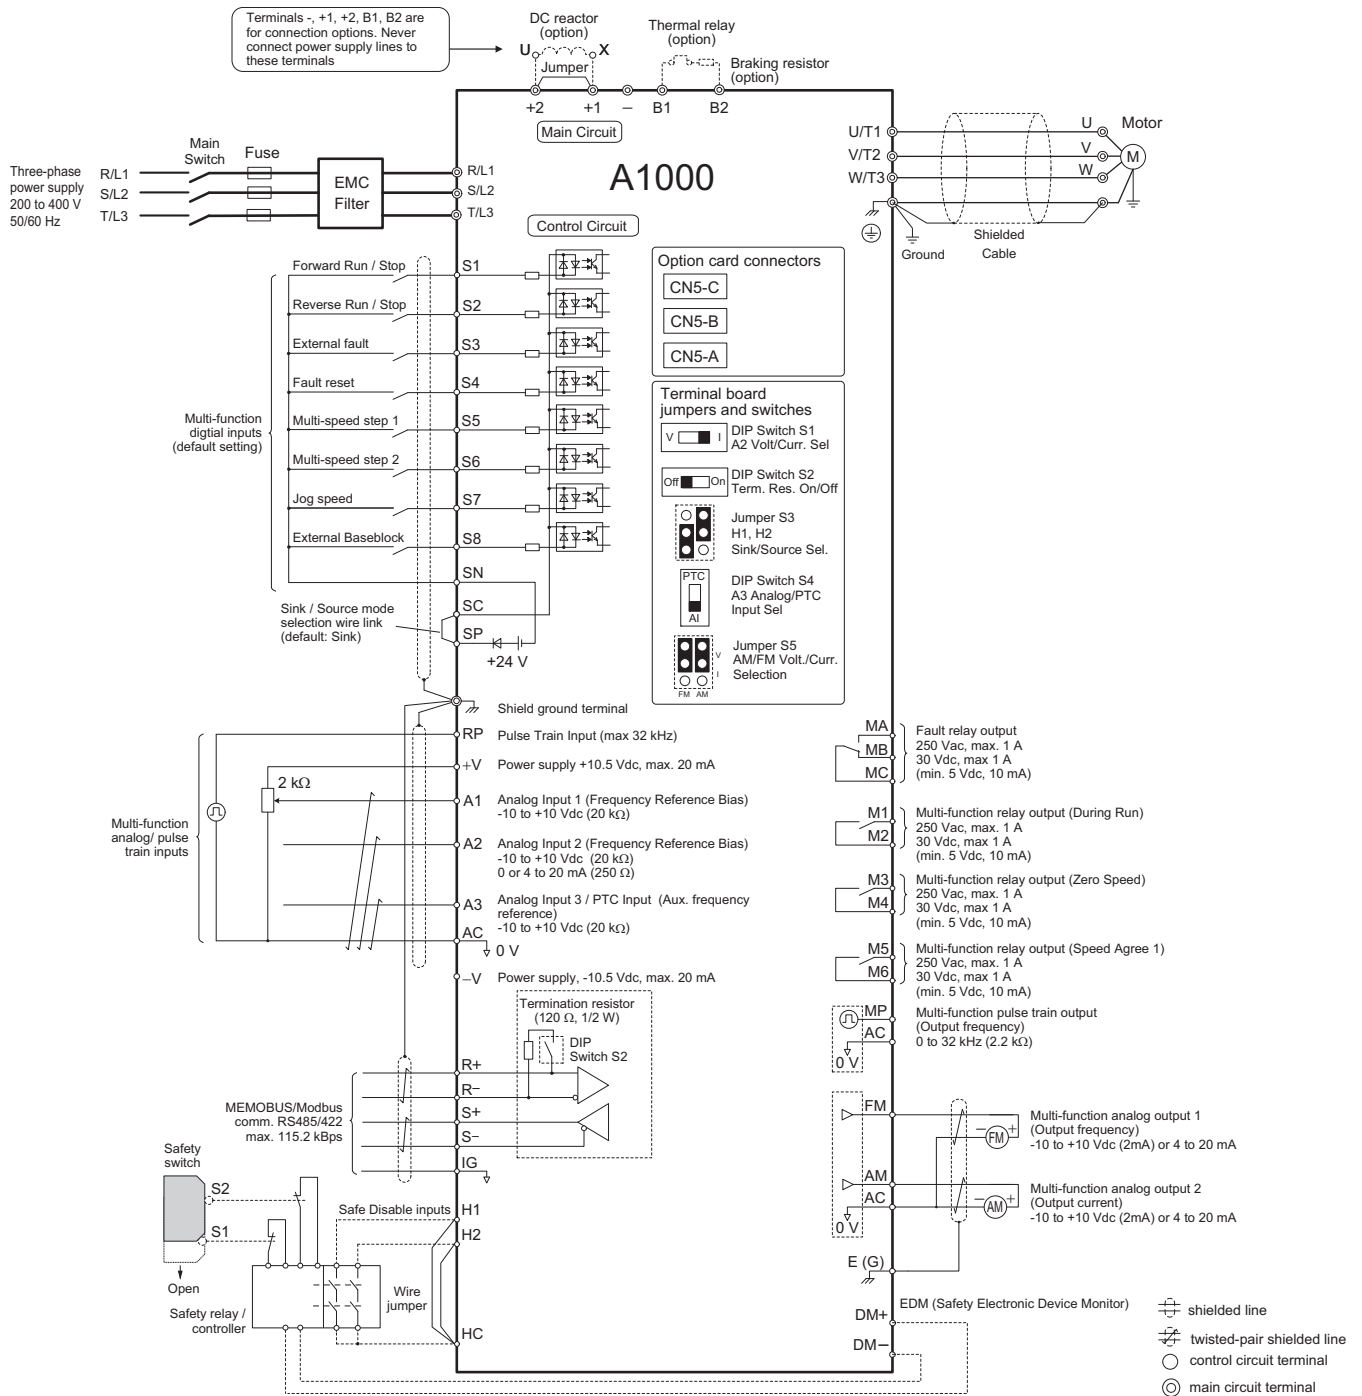 Terminals -, +1, +2, B1, B2 are
for connection options. Never
connect power supply lines to
these terminals
DC reactor
(option)
U
X
Jumper
Thermal relay
(option)
Braking resistor
(option)
+2
+1
–
B1
B2
Main Circuit
A1000
Three-phase
power supply
200 to 400 V
50/60 Hz
R/L1
S/L2
T/L3
Main
Switch
Fuse
EMC
Filter
R/L1
S/L2
T/L3
U/T1
V/T2
W/T3
U
V
W
Motor
M
Ground
Shielded
Cable
Control Circuit
Option card connectors
CN5-C
CN5-B
CN5-A
Terminal board
jumpers and switches
V
I
DIP Switch S1
A2 Volt/Curr. Sel
Off
On
DIP Switch S2
Term. Res. On/Off
Jumper S3
H1, H2
Sink/Source Sel.
PTC
AI
DIP Switch S4
A3 Analog/PTC
Input Sel
V
I
FM
AM
Jumper S5
AM/FM Volt./Curr.
Selection
Multi-function
digtial inputs
(default setting)
Forward Run / Stop
S1
Reverse Run / Stop
S2
External fault
S3
Fault reset
S4
Multi-speed step 1
S5
Multi-speed step 2
S6
Jog speed
S7
External Baseblock
S8
SN
SC
SP
+24 V
Sink / Source mode
selection wire link
(default: Sink)
Shield ground terminal
Multi-function
analog/ pulse
train inputs
2 kΩ
RP
Pulse Train Input (max 32 kHz)
+V
Power supply +10.5 Vdc, max. 20 mA
A1
Analog Input 1 (Frequency Reference Bias)
-10 to +10 Vdc (20 kΩ)
A2
Analog Input 2 (Frequency Reference Bias)
-10 to +10 Vdc (20 kΩ)
0 or 4 to 20 mA (250 Ω)
A3
Analog Input 3 / PTC Input (Aux. frequency
reference)
-10 to +10 Vdc (20 kΩ)
AC
0 V
–V
Power supply, -10.5 Vdc, max. 20 mA
Termination resistor
(120 Ω, 1/2 W)
DIP
Switch S2
MEMOBUS/Modbus
comm. RS485/422
max. 115.2 kBps
R+
R–
S+
S–
IG
Safety
switch
S2
S1
Open
Safety relay /
controller
Safe Disable inputs
Wire
jumper
H1
H2
HC
MA
MB
MC
Fault relay output
250 Vac, max. 1 A
30 Vdc, max 1 A
(min. 5 Vdc, 10 mA)
M1
M2
Multi-function relay output (During Run)
250 Vac, max. 1 A
30 Vdc, max 1 A
(min. 5 Vdc, 10 mA)
M3
M4
Multi-function relay output (Zero Speed)
250 Vac, max. 1 A
30 Vdc, max 1 A
(min. 5 Vdc, 10 mA)
M5
M6
Multi-function relay output (Speed Agree 1)
250 Vac, max. 1 A
30 Vdc, max 1 A
(min. 5 Vdc, 10 mA)
MP
AC
0 V
Multi-function pulse train output
(Output frequency)
0 to 32 kHz (2.2 kΩ)
FM
– +
FM
Multi-function analog output 1
(Output frequency)
-10 to +10 Vdc (2mA) or 4 to 20 mA
AM
AC
0 V
– +
AM
Multi-function analog output 2
(Output current)
-10 to +10 Vdc (2mA) or 4 to 20 mA
E (G)
EDM (Safety Electronic Device Monitor)
DM+
DM–
shielded line
twisted-pair shielded line
control circuit terminal
main circuit terminal